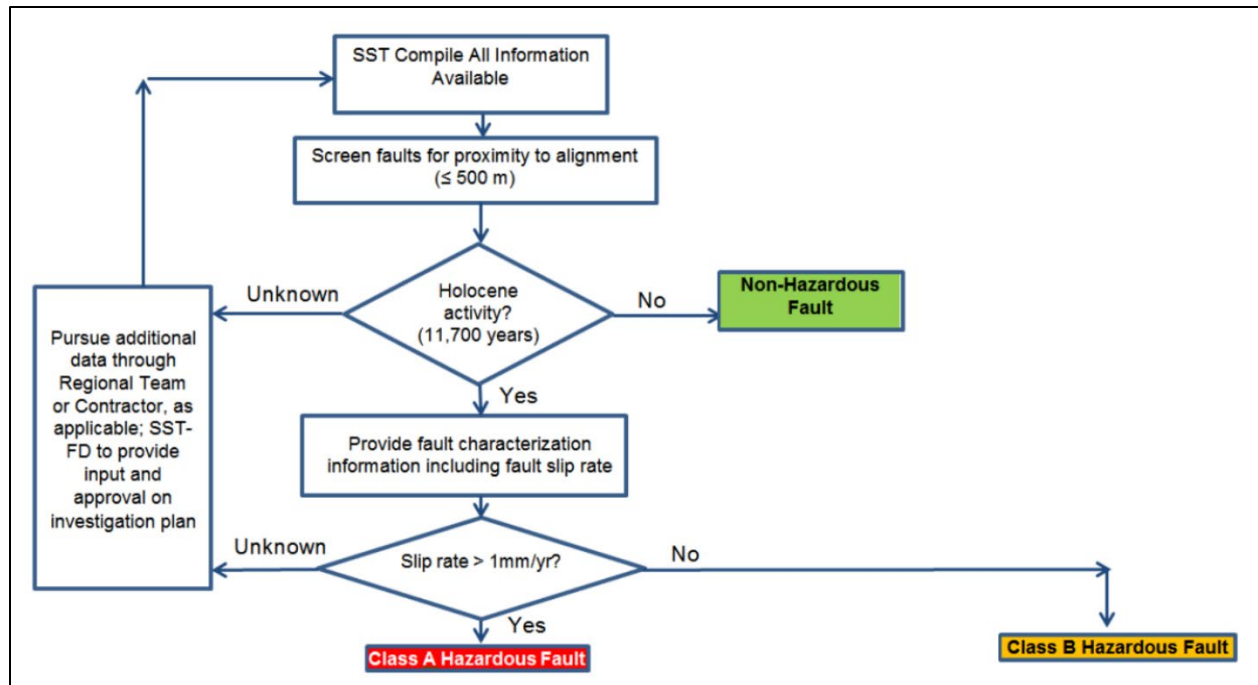 SST Compile All Information
Available
Screen faults for proximity to alignment
(≤ 500 m)
Unknown
Holocene
activity?
(11,700 years)
No
Non-Hazardous
Fault
Pursue additional
data through
Regional Team
or Contractor, as
applicable; SST-
FD to provide
input and
approval on
investigation plan
Yes
Provide fault characterization
information including fault slip rate
Unknown
Slip rate > 1mm/yr?
No
Yes
Class A Hazardous Fault
Class B Hazardous Fault